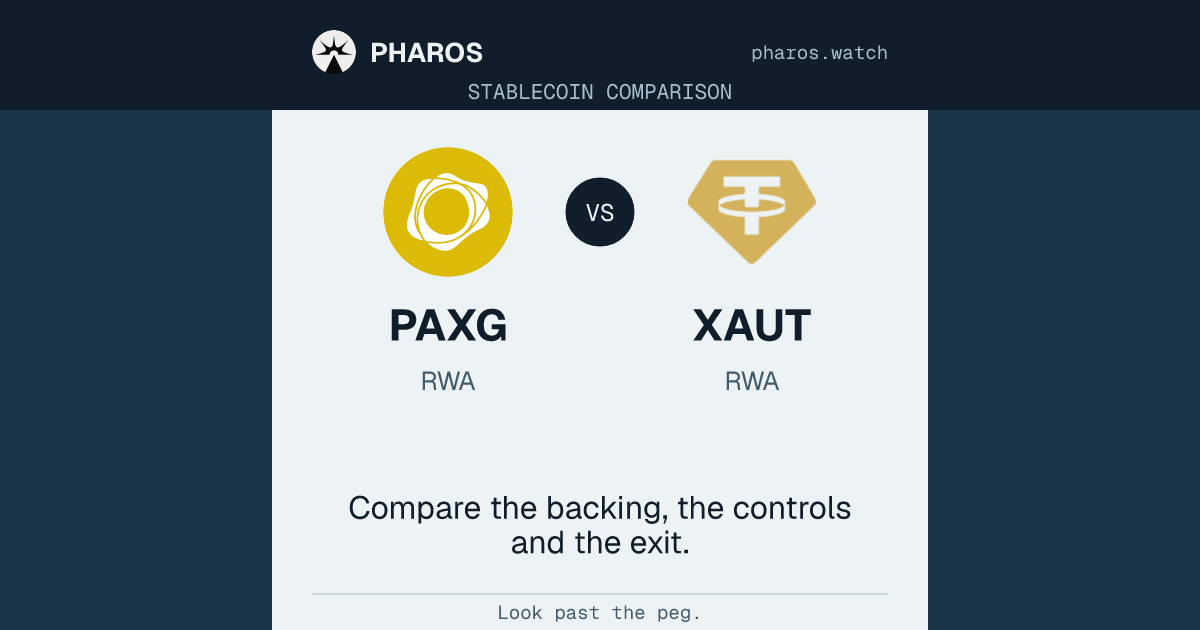 PHAROS
pharos.watch
STABLECOIN COMPARISON
VS
PAXG
XAUT
RWA
RWA
Compare the backing, the controls
and the exit.
Look past the peg.